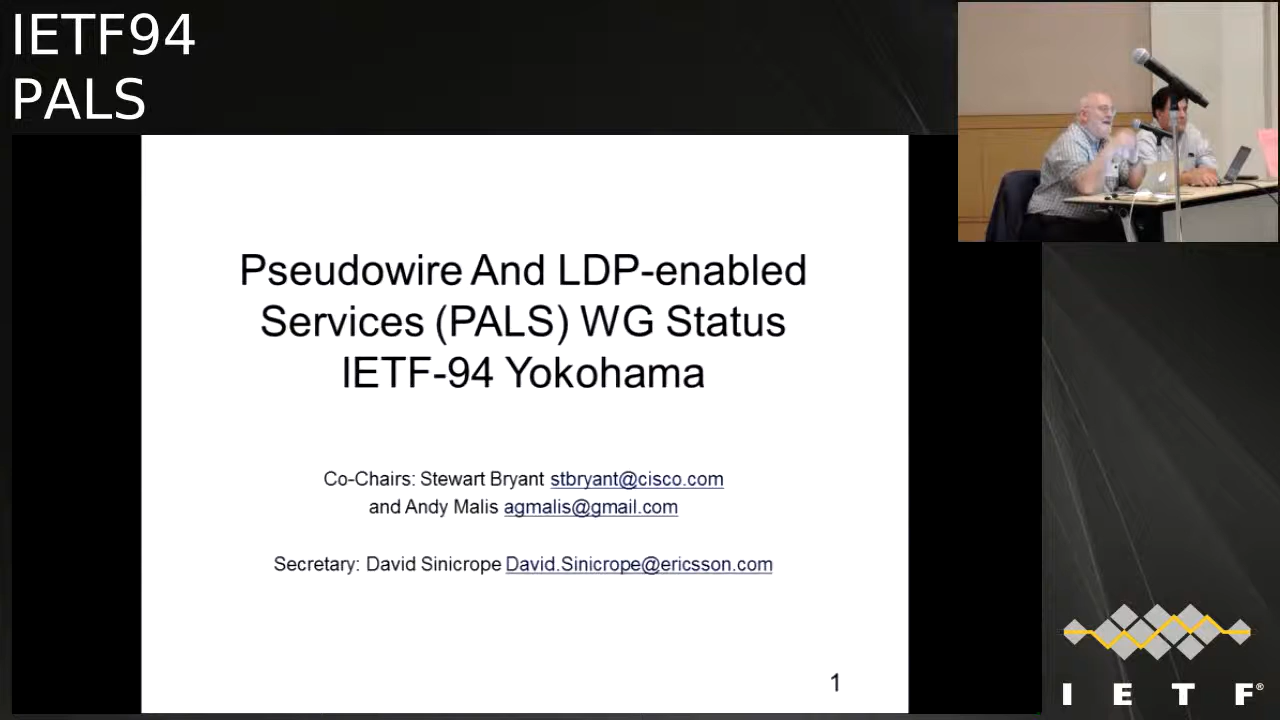 IETF94
PALS
Pseudowire And LDP-enabled
Services (PALS) WG Status
IETF-94 Yokohama
Co-Chairs: Stewart Bryant stbryant@cisco.com
and Andy Malis agmalis@gmail.com
Secretary: David Sinicrope David.Sinicrope@ericsson.com
1
I E T F®